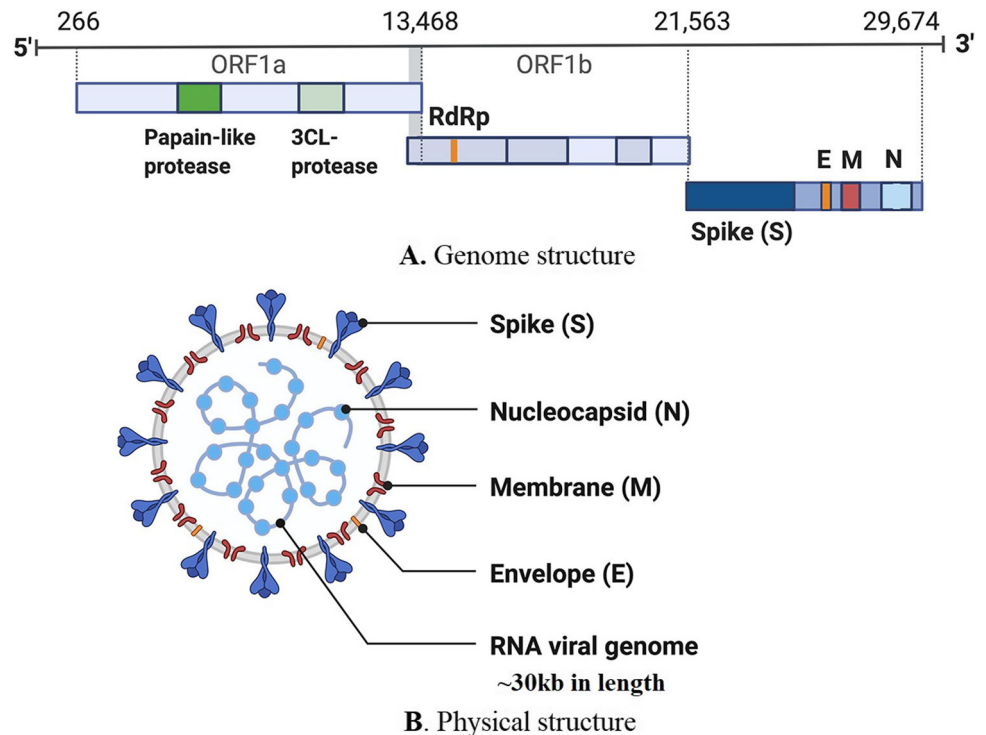 266 13,468 21,563 29,674
5' 3'
ORF1a ORF1b
Papain-like
protease
3CL-
protease
RdRp
E M N
Spike (S)
A. Genome structure
Spike (S)
Nucleocapsid (N)
Membrane (M)
Envelope (E)
RNA viral genome
~30kb in length
B. Physical structure